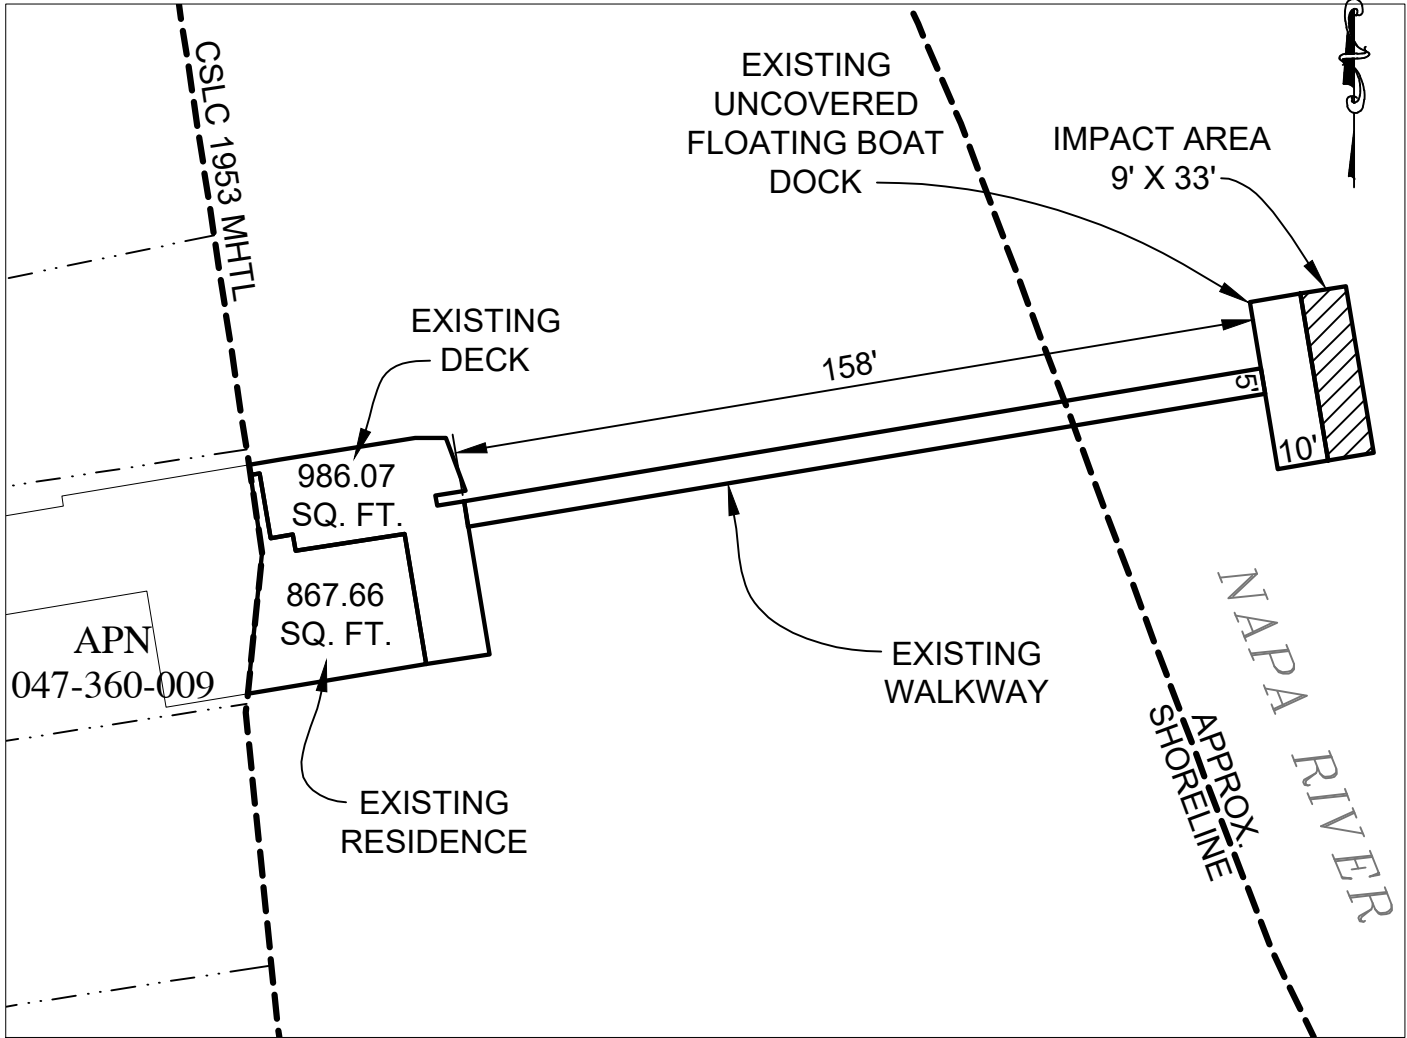 CSLC 1953 MHTL
EXISTING
UNCOVERED
FLOATING BOAT
DOCK
IMPACT AREA
9' X 33'
EXISTING
DECK
158'
5'
10'
986.07
SQ. FT.
867.66
SQ. FT.
APN
047-360-009
EXISTING
WALKWAY
EXISTING
RESIDENCE
APPROX.
SHORELINE
NAPA RIVER